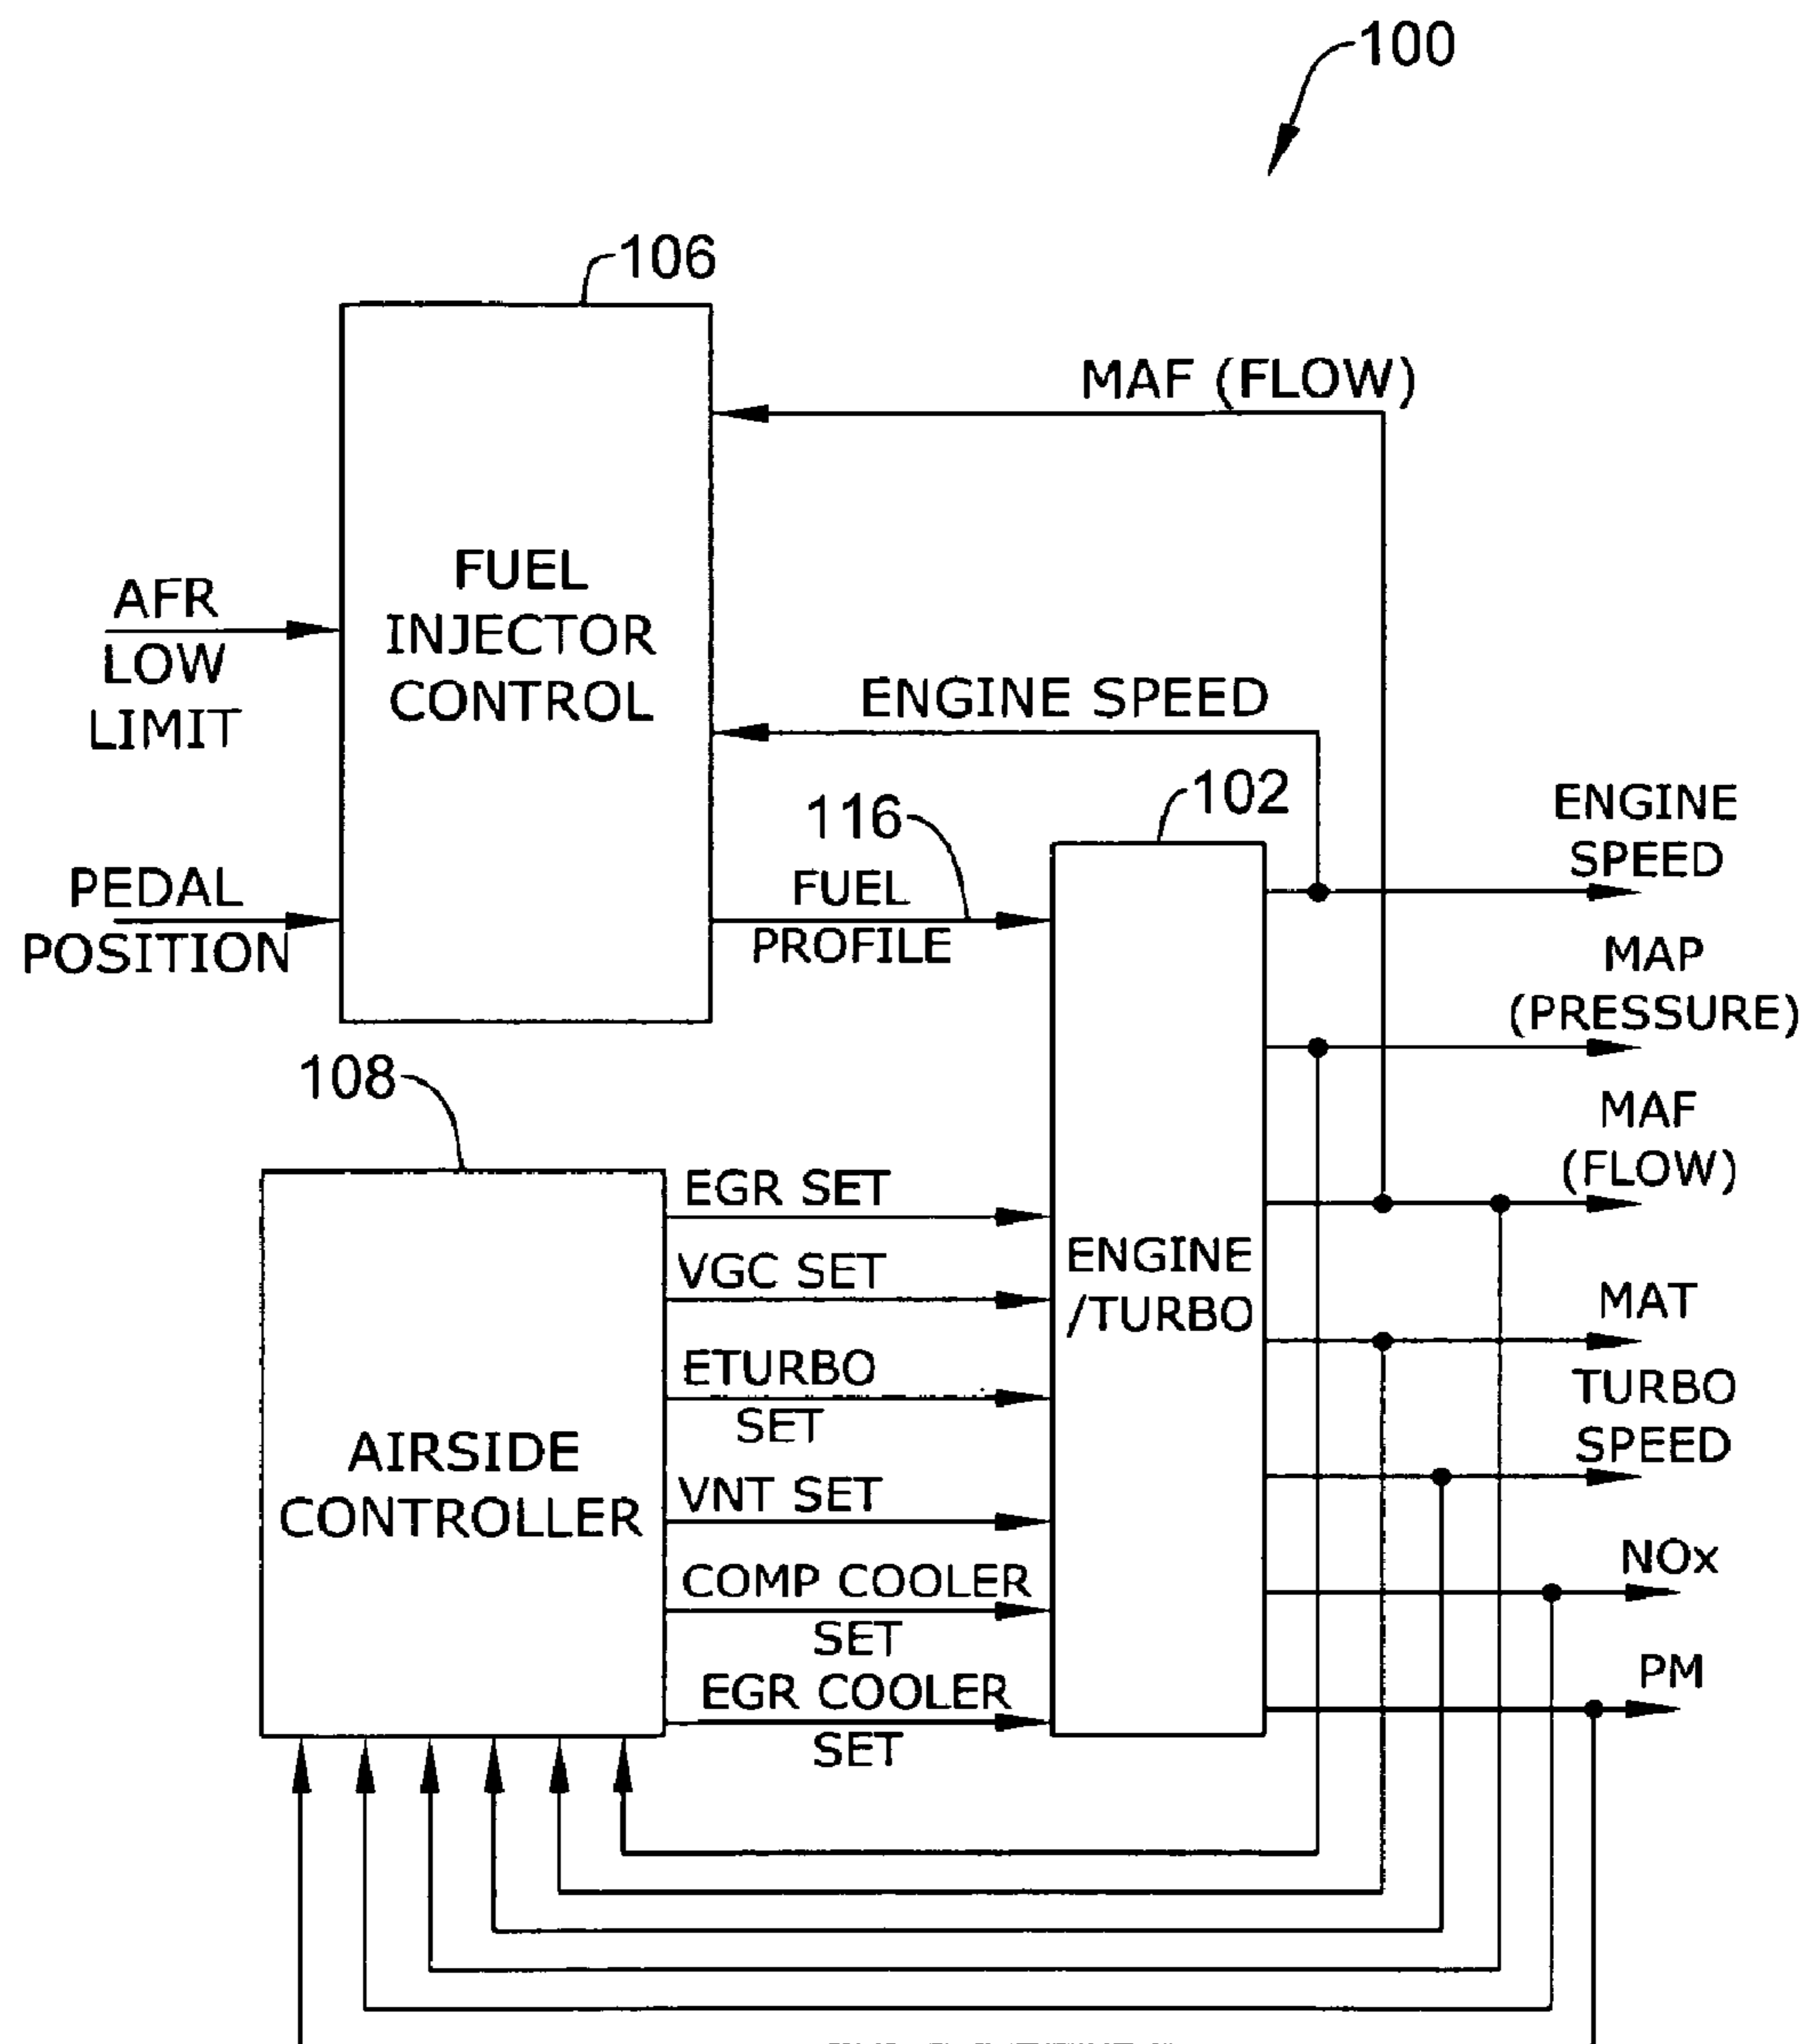 100
106
MAF (FLOW)
FUEL
INJECTOR
CONTROL
AFR
LOW
LIMIT
ENGINE SPEED
102
116
ENGINE
SPEED
PEDAL
POSITION
FUEL
PROFILE
MAP
(PRESSURE)
108
MAF
(FLOW)
EGR SET
VGC SET
ETURBO
SET
VNT SET
COMP COOLER
SET
EGR COOLER
SET
ENGINE
/TURBO
AIRSIDE
CONTROLLER
MAT
TURBO
SPEED
NOx
PM